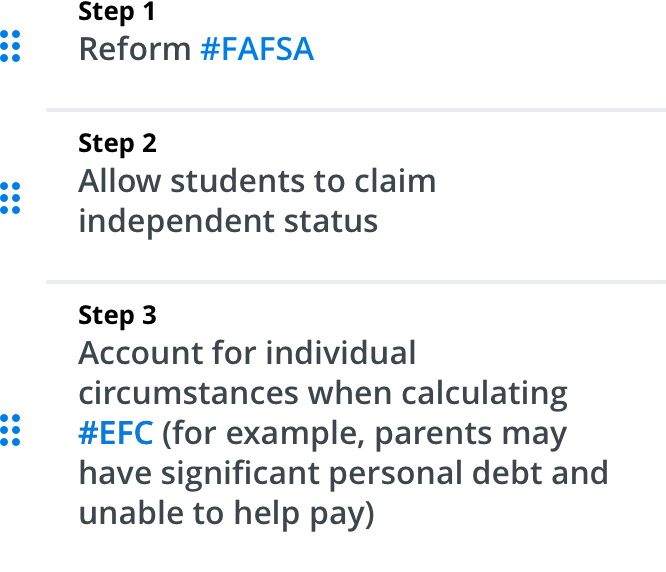 Step 1
Reform #FAFSA
Step 2
Allow students to claim
independent status
Step 3
Account for individual
circumstances when calculating
#EFC (for example, parents may
have significant personal debt and
unable to help pay)